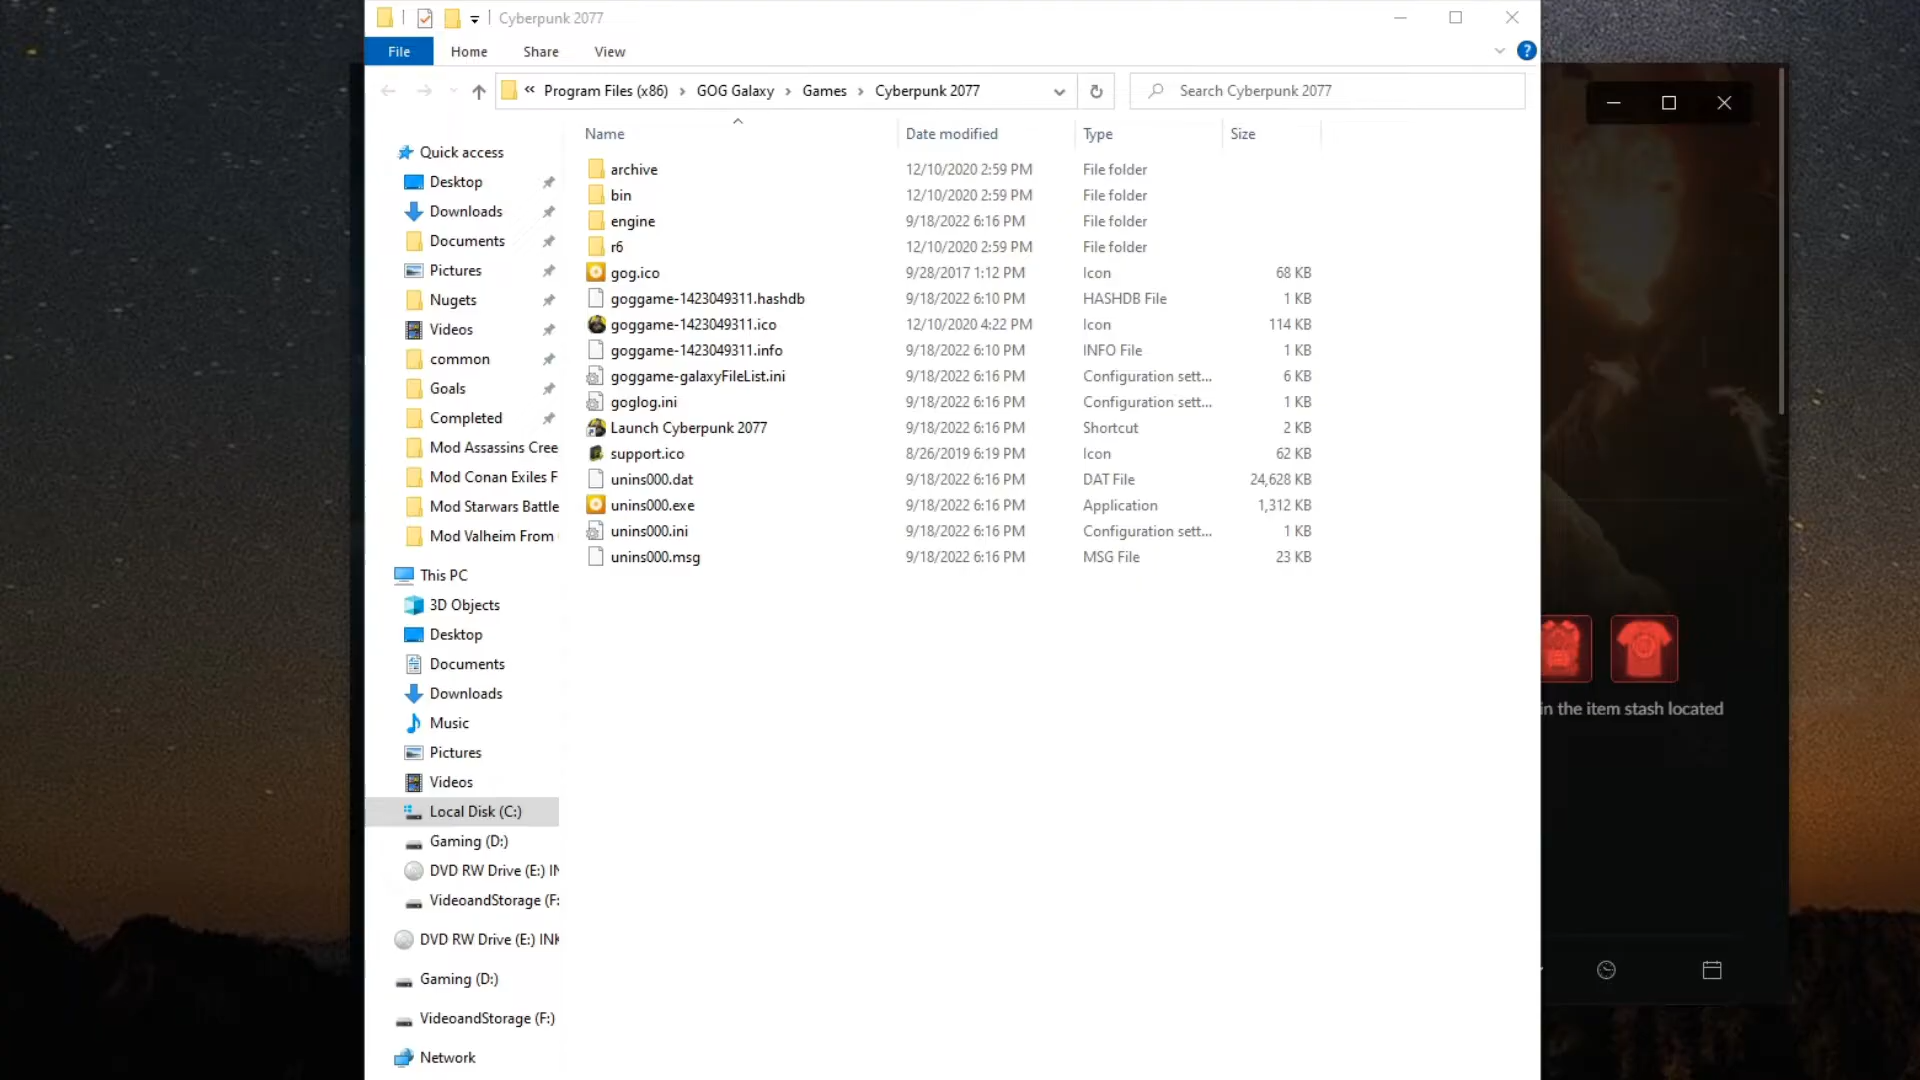 Cyberpunk 2077
File Home Share View
« Program Files (x86) › GOG Galaxy › Games › Cyberpunk 2077
Search Cyberpunk 2077
Name Date modified Type Size
Quick access
Desktop
Downloads
Documents
Pictures
Nugets
Videos
common
Goals
Completed
Mod Assassins Cree
Mod Conan Exiles F
Mod Starwars Battle
Mod Valheim From
This PC
3D Objects
Desktop
Documents
Downloads
Music
Pictures
Videos
Local Disk (C:)
Gaming (D:)
DVD RW Drive (E:) IN
VideoandStorage (F:
DVD RW Drive (E:) INK
Gaming (D:)
VideoandStorage (F:)
Network
archive 12/10/2020 2:59 PM File folder
bin 12/10/2020 2:59 PM File folder
engine 9/18/2022 6:16 PM File folder
r6 12/10/2020 2:59 PM File folder
gog.ico 9/28/2017 1:12 PM Icon 68 KB
goggame-1423049311.hashdb 9/18/2022 6:10 PM HASHDB File 1 KB
goggame-1423049311.ico 12/10/2020 4:22 PM Icon 114 KB
goggame-1423049311.info 9/18/2022 6:10 PM INFO File 1 KB
goggame-galaxyFileList.ini 9/18/2022 6:16 PM Configuration sett... 6 KB
goglog.ini 9/18/2022 6:16 PM Configuration sett... 1 KB
Launch Cyberpunk 2077 9/18/2022 6:16 PM Shortcut 2 KB
support.ico 8/26/2019 6:19 PM Icon 62 KB
unins000.dat 9/18/2022 6:16 PM DAT File 24,628 KB
unins000.exe 9/18/2022 6:16 PM Application 1,312 KB
unins000.ini 9/18/2022 6:16 PM Configuration sett... 1 KB
unins000.msg 9/18/2022 6:16 PM MSG File 23 KB
in the item stash located